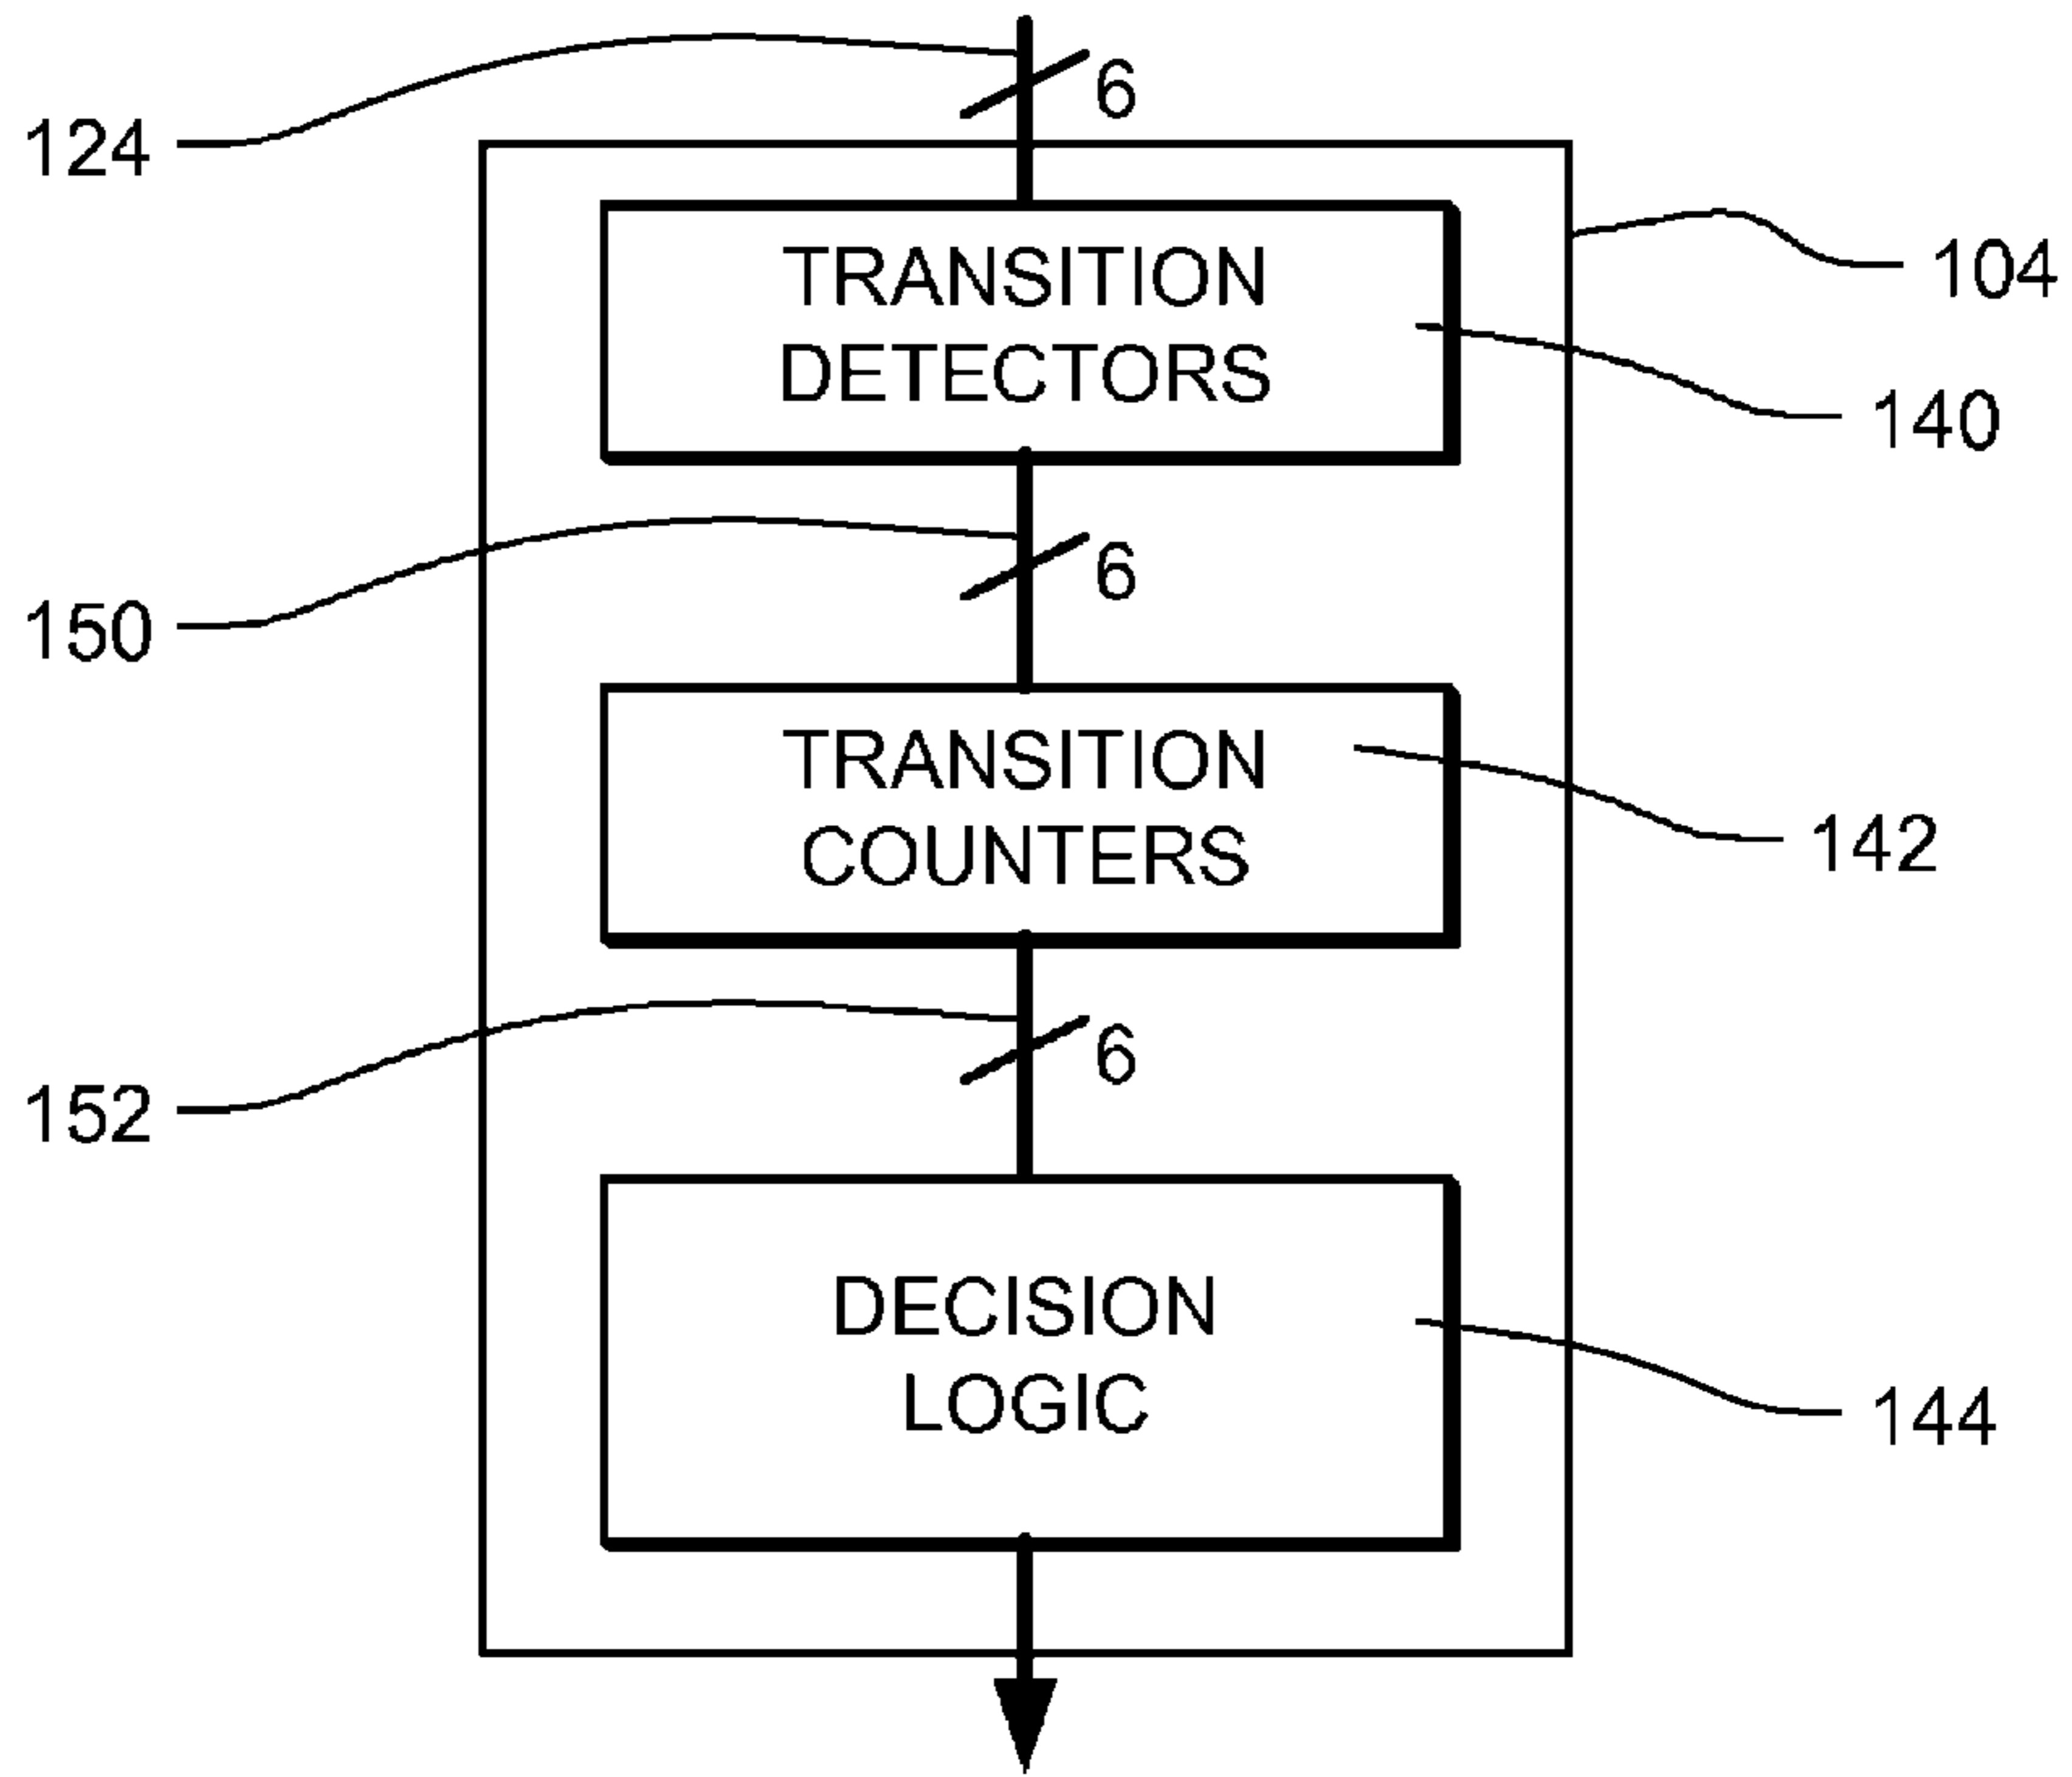 6
124
TRANSITION
DETECTORS
104
140
6
150
TRANSITION
COUNTERS
142
6
152
DECISION
LOGIC
144